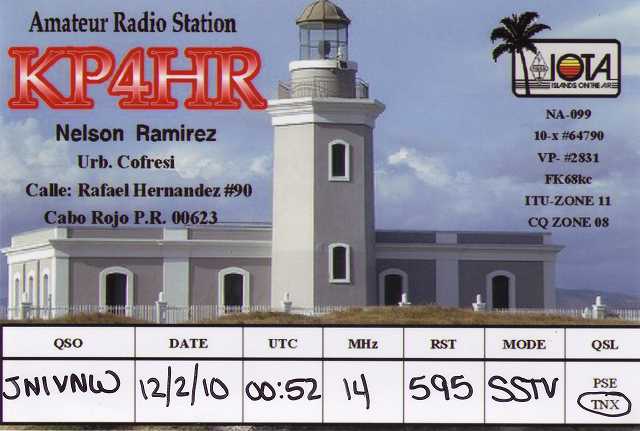 Amateur Radio Station
KP4HR
Nelson Ramirez
Urb. Cofresi
Calle: Rafael Hernandez #90
Cabo Rojo P.R. 00623
IOTA
ISLANDS ON THE AIR
NA-099
10-x #64790
VP- #2831
FK68kc
ITU-ZONE 11
CQ ZONE 08
QSO DATE UTC MHz RST MODE QSL
JN1VNW 12/2/10 00:52 14 595 SSTV PSE
TNX